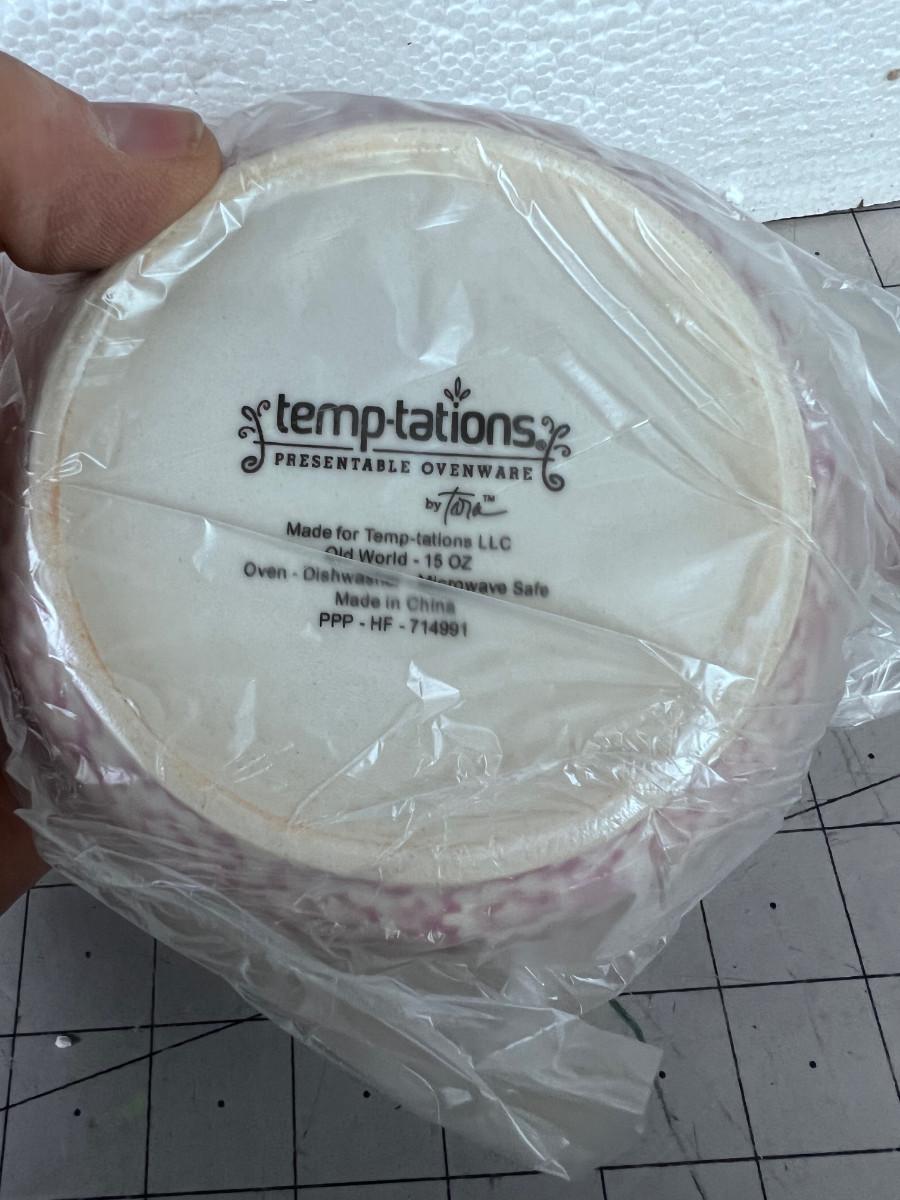 temp-tations®
PRESENTABLE OVENWARE
by Tara™
Made for Temp-tations LLC
Old World - 15 OZ
Oven - Dishwasher - Microwave Safe
Made in China
PPP - HF - 714991